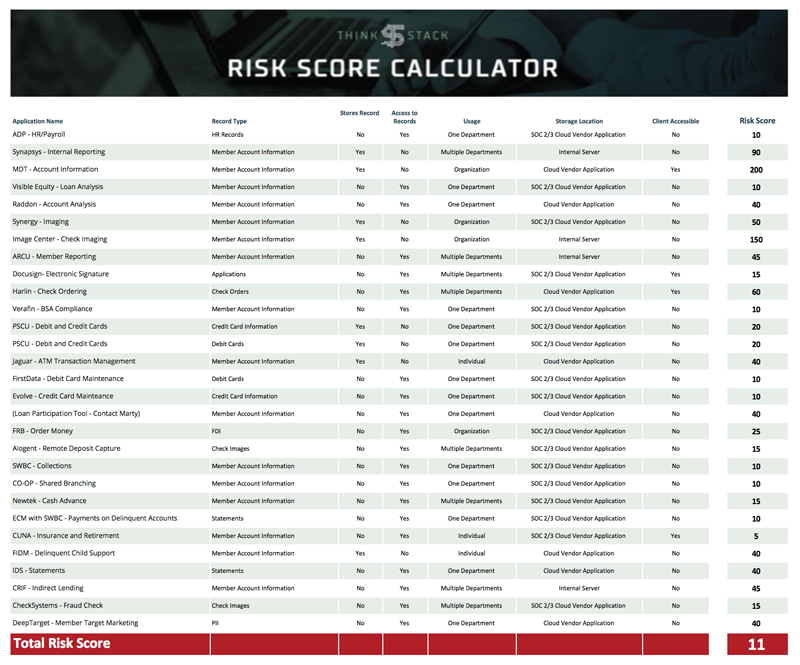 THINK STACK
RISK SCORE CALCULATOR
Application Name Record Type Stores Record Access to Records Usage Storage Location Client Accessible Risk Score
ADP - HR/Payroll HR Records No Yes One Department SOC 2/3 Cloud Vendor Application No 10
Synapsys - Internal Reporting Member Account Information Yes No Multiple Departments Internal Server No 90
MDT - Account Information Member Account Information Yes No Organization Cloud Vendor Application Yes 200
Visible Equity - Loan Analysis Member Account Information No Yes One Department SOC 2/3 Cloud Vendor Application No 10
Raddon - Account Analysis Member Account Information No Yes One Department Cloud Vendor Application No 40
Synergy - Imaging Member Account Information Yes No Organization SOC 2/3 Cloud Vendor Application No 50
Image Center - Check Imaging Member Account Information Yes No Organization Internal Server No 150
ARCU - Member Reporting Member Account Information No Yes Multiple Departments Internal Server No 45
Docusign- Electronic Signature Applications No Yes Multiple Departments SOC 2/3 Cloud Vendor Application Yes 15
Harlin - Check Ordering Check Orders No Yes Multiple Departments Cloud Vendor Application Yes 60
Verafin - BSA Compliance Member Account Information No Yes One Department SOC 2/3 Cloud Vendor Application No 10
PSCU - Debit and Credit Cards Credit Card Information Yes No One Department SOC 2/3 Cloud Vendor Application No 20
PSCU - Debit and Credit Cards Debit Cards Yes No One Department SOC 2/3 Cloud Vendor Application No 20
Jaguar - ATM Transaction Management Member Account Information Yes No Individual Cloud Vendor Application No 40
FirstData - Debit Card Maintenance Debit Cards No Yes One Department SOC 2/3 Cloud Vendor Application No 10
Evolve - Credit Card Mainteance Credit Card Information No Yes One Department SOC 2/3 Cloud Vendor Application No 10
(Loan Participation Tool - Contact Marty) Member Account Information No Yes One Department Cloud Vendor Application No 40
FRB - Order Money FDI No Yes Organization SOC 2/3 Cloud Vendor Application No 25
Alogent - Remote Deposit Capture Check Images No Yes Multiple Departments SOC 2/3 Cloud Vendor Application No 15
SWBC - Collections Member Account Information No Yes One Department SOC 2/3 Cloud Vendor Application No 10
CO-OP - Shared Branching Member Account Information No Yes One Department SOC 2/3 Cloud Vendor Application No 10
Newtek - Cash Advance Member Account Information No Yes Multiple Departments SOC 2/3 Cloud Vendor Application No 15
ECM with SWBC - Payments on Delinquent Accounts Statements No Yes One Department SOC 2/3 Cloud Vendor Application No 10
CUNA - Insurance and Retirement Member Account Information No Yes Individual SOC 2/3 Cloud Vendor Application Yes 5
FIDM - Delinquent Child Support Member Account Information Yes No Individual Cloud Vendor Application No 40
IDS - Statements Statements No Yes One Department Cloud Vendor Application No 40
CRIF - Indirect Lending Member Account Information No Yes Multiple Departments Internal Server No 45
CheckSystems - Fraud Check Check Images No Yes Multiple Departments SOC 2/3 Cloud Vendor Application No 15
DeepTarget - Member Target Marketing PII No Yes One Department Cloud Vendor Application No 40
Total Risk Score 11